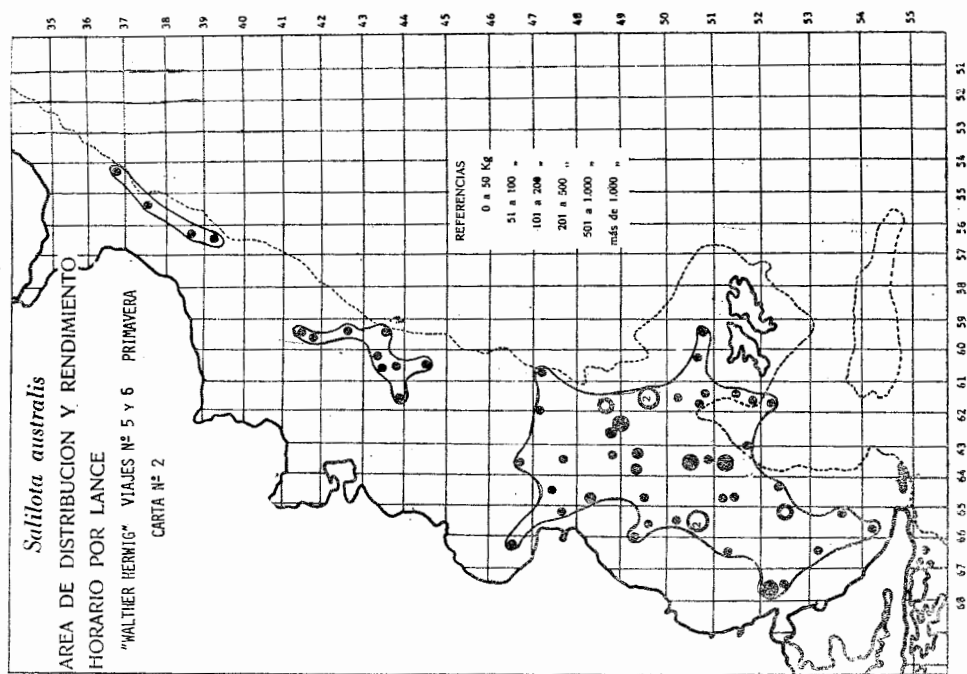 Salilota australis
AREA DE DISTRIBUCION Y RENDIMIENTO
HORARIO POR LANCE
"WALTHER HERWIG" VIAJES Nº 5 y 6 PRIMAVERA
CARTA Nº 2
REFERENCIAS
0 a 50 Kg
51 a 100 "
101 a 200 "
201 a 500 "
501 a 1.000 "
más de 1.000 "
2
2
35 36 37 38 39 40 41 42 43 44 45 46 47 48 49 50 51 52 53 54 55
51 52 53 54 55 56 57 58 59 60 61 62 63 64 65 66 67 68